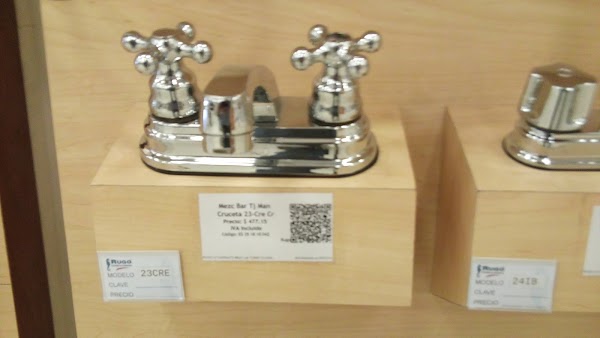 Mezc Bar Tj Man
Cruceta 23-Cre Cr
Precio: $ 477.15
IVA Incluido
Rugo
MODELO 23CRE
CLAVE
PRECIO
Rugo
MODELO 24IB
CLAVE
PRECIO